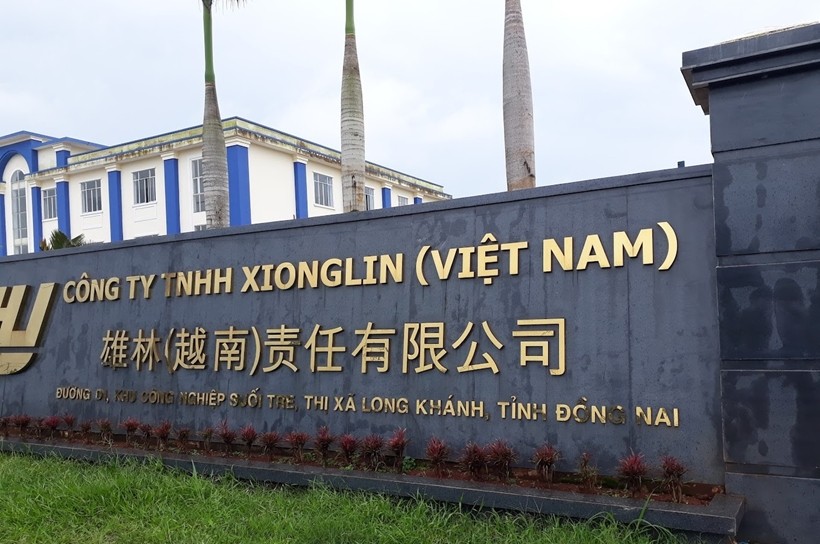 CÔNG TY TNHH XIONGLIN (VIỆT NAM)
雄林(越南)责任有限公司
ĐƯỜNG 01, KHU CÔNG NGHIỆP SUỐI TRE, THỊ XÃ LONG KHÁNH, TỈNH ĐỒNG NAI